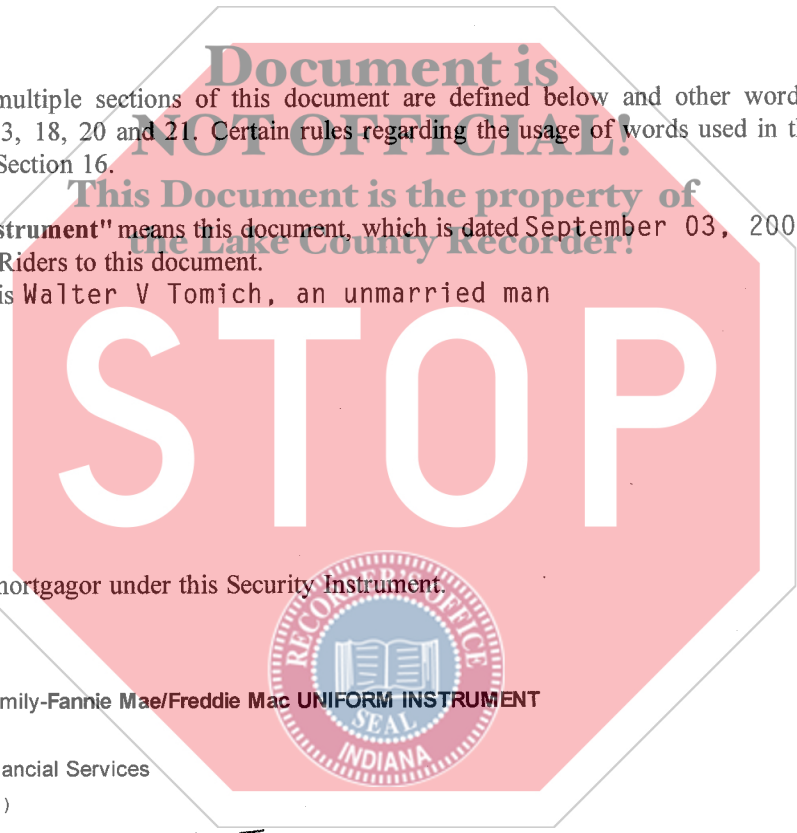 Document is
multiple sections of this document are defined below and other word
3, 18, 20 and 21. Certain rules regarding the usage of words used in t
NOT OFFICIAL!
Section 16.
This Document is the property of
strument" means this document, which is dated September 03, 200
the Lake County Recorder!
Riders to this document.
is Walter V Tomich, an unmarried man
STOP
mortgagor under this Security Instrument.
RECORDER'S OFFICE
mily-Fannie Mae/Freddie Mac UNIFORM INSTRUMENT
SEAL
INDIANA
ancial Services
)